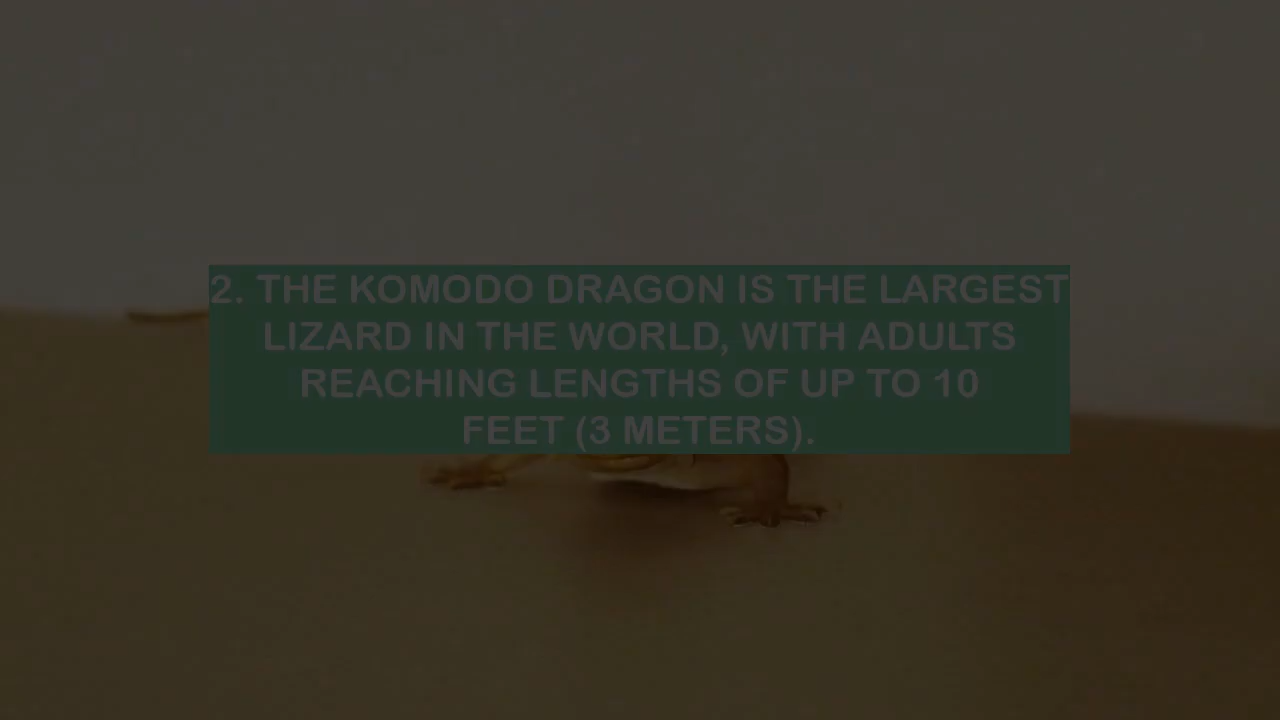 2. THE KOMODO DRAGON IS THE LARGEST
LIZARD IN THE WORLD, WITH ADULTS
REACHING LENGTHS OF UP TO 10
FEET (3 METERS).